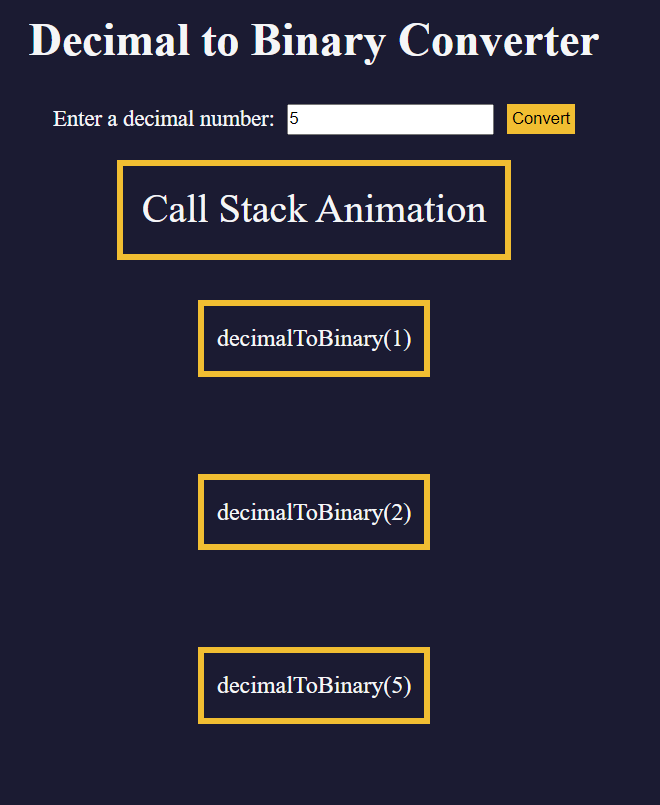 Decimal to Binary Converter
Enter a decimal number: 5 Convert
Call Stack Animation
decimalToBinary(1)
decimalToBinary(2)
decimalToBinary(5)